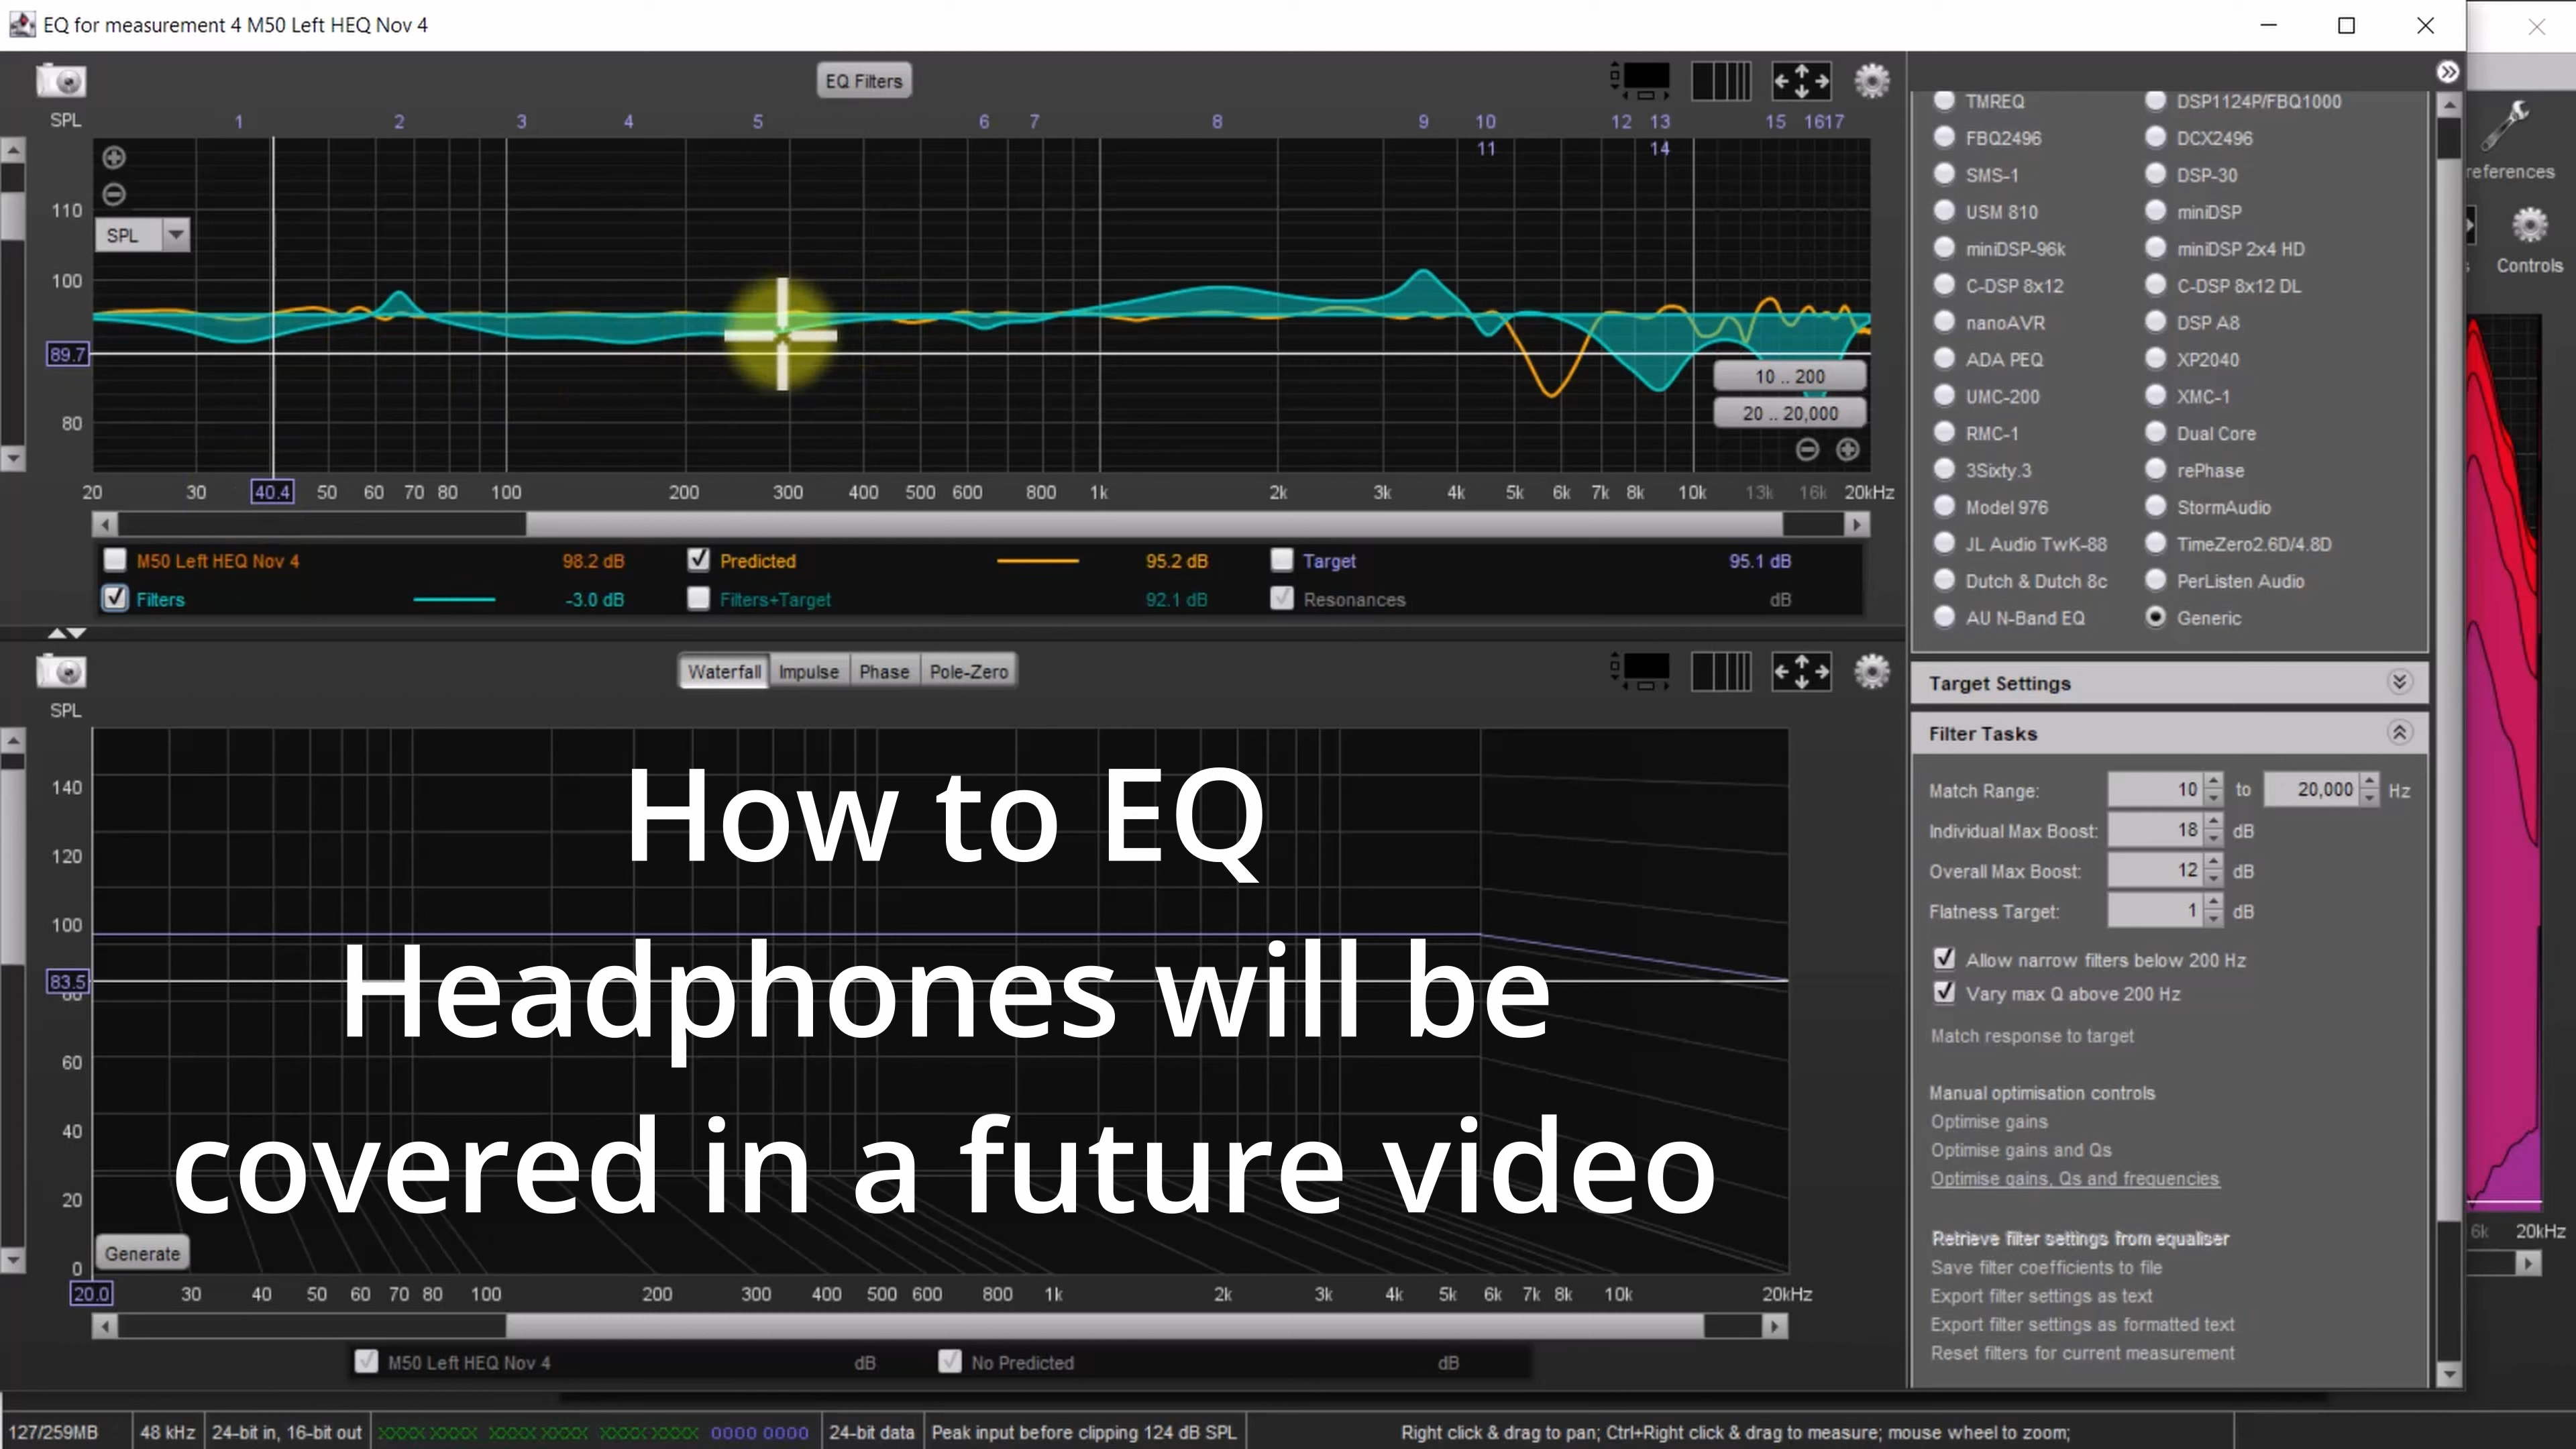 EQ for measurement 4 M50 Left HEQ Nov 4
EQ Filters
SPL
1 2 3 4 5 6 7 8 9 10 12 13 15 1617
11 14
SPL
110
100
89.7
80
10 .. 200
20 .. 20,000
20 30 40.4 50 60 70 80 100 200 300 400 500 600 800 1k 2k 3k 4k 5k 6k 7k 8k 10k 13k 16k 20kHz
M50 Left HEQ Nov 4 98.2 dB Predicted 95.2 dB Target 95.1 dB
Filters -3.0 dB Filters+Target 92.1 dB Resonances dB
Waterfall Impulse Phase Pole-Zero
SPL
140
120
100
83.5
60
40
20
0
How to EQ
Headphones will be
covered in a future video
Generate
20.0 30 40 50 60 70 80 100 200 300 400 500 600 800 1k 2k 3k 4k 5k 6k 7k 8k 10k 20kHz
M50 Left HEQ Nov 4 dB No Predicted dB
TMREQ DSP1124P/FBQ1000
FBQ2496 DCX2496
SMS-1 DSP-30
USM 810 miniDSP
miniDSP-96k miniDSP 2x4 HD
C-DSP 8x12 C-DSP 8x12 DL
nanoAVR DSP A8
ADA PEQ XP2040
UMC-200 XMC-1
RMC-1 Dual Core
3Sixty.3 rePhase
Model 976 StormAudio
JL Audio TwK-88 TimeZero2.6D/4.8D
Dutch & Dutch 8c PerListen Audio
AU N-Band EQ Generic
Target Settings
Filter Tasks
Match Range: 10 to 20,000 Hz
Individual Max Boost: 18 dB
Overall Max Boost: 12 dB
Flatness Target: 1 dB
Allow narrow filters below 200 Hz
Vary max Q above 200 Hz
Match response to target
Manual optimisation controls
Optimise gains
Optimise gains and Qs
Optimise gains, Qs and frequencies
Retrieve filter settings from equaliser
Save filter coefficients to file
Export filter settings as text
Export filter settings as formatted text
Reset filters for current measurement
references
Controls
6k 20kHz
127/259MB 48 kHz 24-bit in, 16-bit out XXXX XXXX XXXX XXXX XXXX XXXX 0000 0000 24-bit data Peak input before clipping 124 dB SPL Right click & drag to pan; Ctrl+Right click & drag to measure; mouse wheel to zoom;